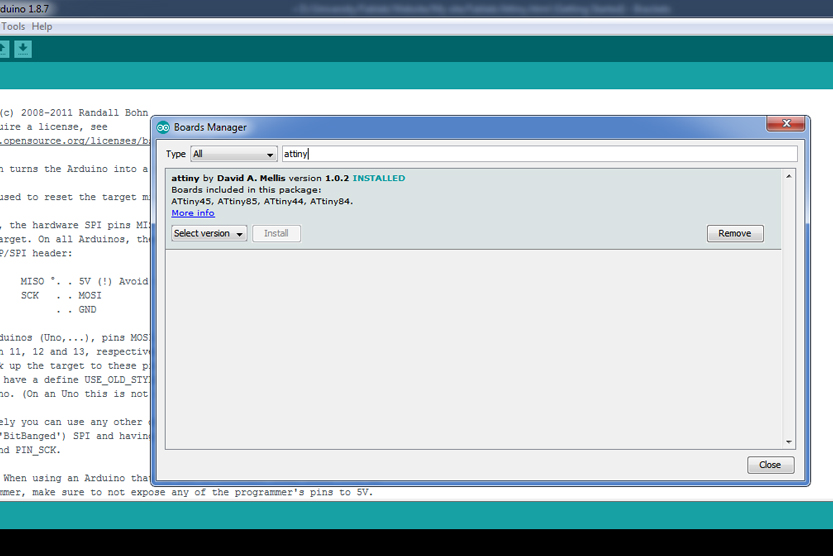 rduino 1.8.7
Tools Help
(c) 2008-2011 Randall Bohn
uire a license, see
.opensource.org/licenses/b
Boards Manager
Type All attiny
attiny by David A. Mellis version 1.0.2 INSTALLED
Boards included in this package:
ATtiny45, ATtiny85, ATtiny44, ATtiny84.
More info
Select version Install Remove
n turns the Arduino into a
used to reset the target m
, the hardware SPI pins MIS
arget. On all Arduinos, the
P/SPI header:
MISO °. . 5V (!) Avoid
SCK . . MOSI
. . GND
duinos (Uno,...), pins MOS
n 11, 12 and 13, respective
k up the target to these p
have a define USE_OLD_STY
no. (On an Uno this is not
ely you can use any other
'BitBanged') SPI and having
nd PIN_SCK.
When using an Arduino that
mmer, make sure to not expose any of the programmer's pins to 5V.
Close